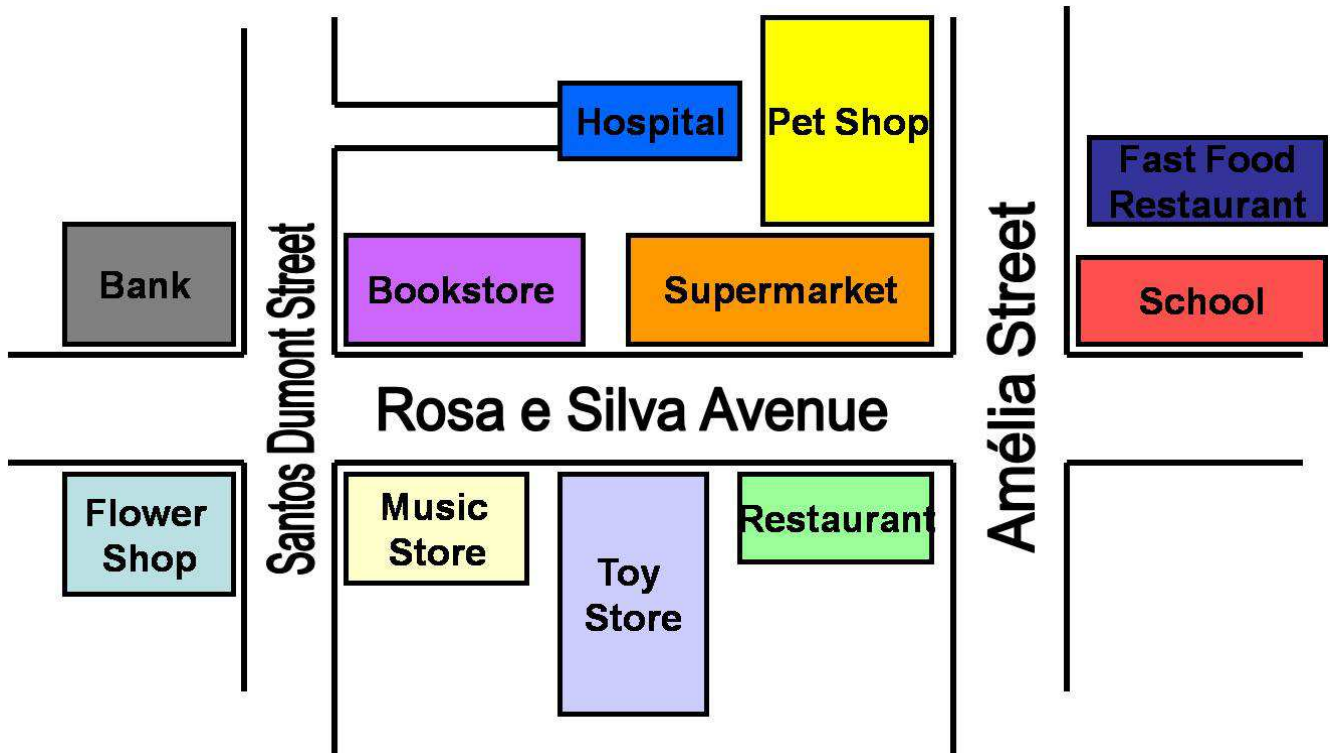 Hospital
Pet Shop
Fast Food
Restaurant
Bank
Santos Dumont Street
Bookstore
Supermarket
Amélia Street
School
Rosa e Silva Avenue
Flower
Shop
Music
Store
Toy
Store
Restaurant